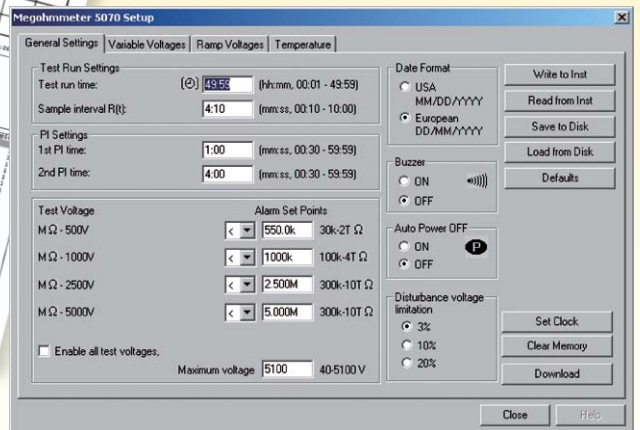 Megohmmeter 5070 Setup
General Settings Variable Voltages Ramp Voltages Temperature
Test Run Settings
Test run time: 49:59 (hh:mm, 00:01 - 49:59)
Sample interval R(t): 4:10 (mm:ss, 00:10 - 10:00)
PI Settings
1st PI time: 1:00 (mm:ss, 00:30 - 59:59)
2nd PI time: 4:00 (mm:ss, 00:30 - 59:59)
Test Voltage Alarm Set Points
MΩ - 500V < 550.0k 30k-2T Ω
MΩ - 1000V < 1000k 100k-4T Ω
MΩ - 2500V < 2.500M 300k-10T Ω
MΩ - 5000V < 5.000M 300k-10T Ω
Enable all test voltages,
Maximum voltage 5100 40-5100 V
Date Format
USA
MM/DD/YYYY
European
DD/MM/YYYY
Buzzer
ON
OFF
Auto Power OFF
ON P
OFF
Disturbance voltage
limitation
3%
10%
20%
Write to Inst
Read from Inst
Save to Disk
Load from Disk
Defaults
Set Clock
Clear Memory
Download
Close Help